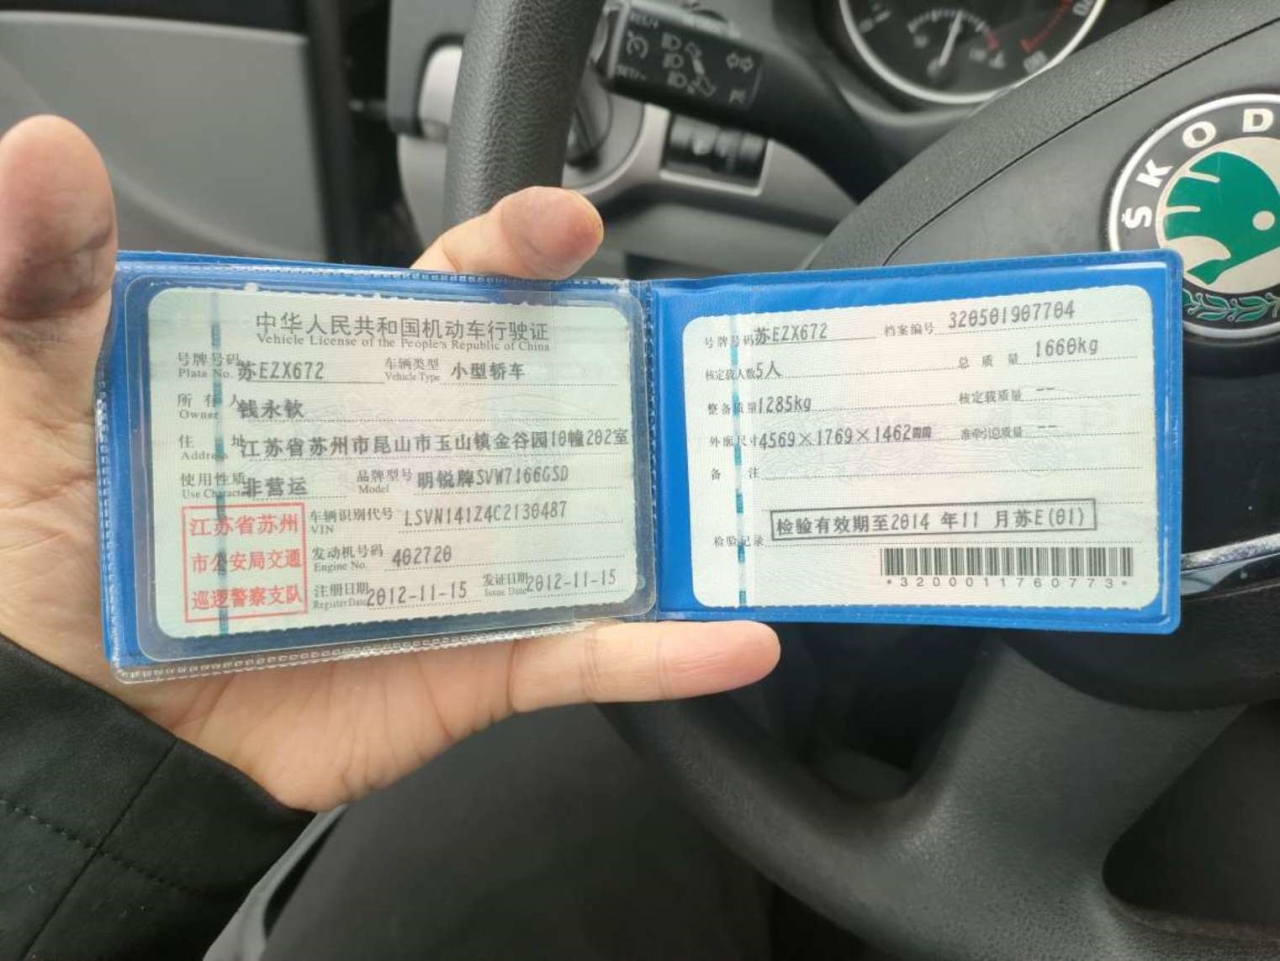 中华人民共和国机动车行驶证
Vehicle License of the People's Republic of China
号牌号码 苏EZX672 车辆类型 小型轿车
Plate No. Vehicle Type
所有人 钱永钦
Owner
住址 江苏省苏州市昆山市玉山镇金谷园10幢202室
Address
使用性质 非营运 品牌型号 明锐牌SVW7166GSD
Use Character Model
江苏省苏州
市公安局交通
巡逻警察支队
车辆识别代号 LSVN141Z4C2130487
VIN
发动机号码 402720
Engine No.
注册日期 2012-11-15 发证日期 2012-11-15
Register Date Issue Date
号牌号码 苏EZX672 档案编号 320501907704
核定载人数 5人 总质量 1660kg
整备质量 1285kg 核定载质量 --
外廓尺寸 4569×1769×1462mm 准牵引总质量 --
备注
检验记录 检验有效期至2014 年11 月苏E(01)
*3200011760773*
ŠKOD
SET/-